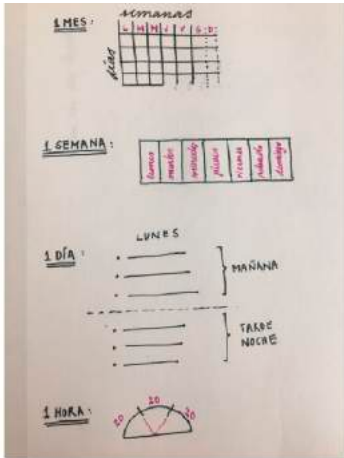 semanas
1 MES:
L M M J V S D
días
1 SEMANA:
lunes martes miércoles jueves viernes sábado domingo
LUNES
1 DÍA:
MAÑANA
TARDE
NOCHE
1 HORA:
20 20 20